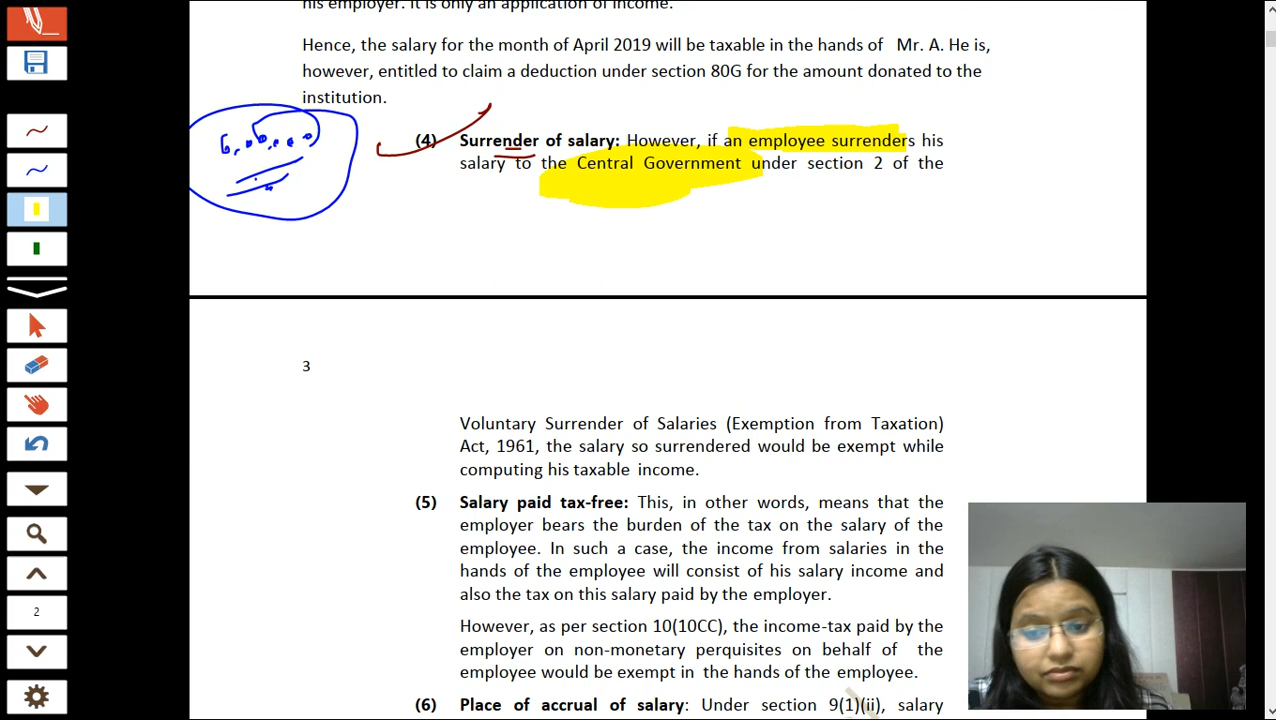 his employer. It is only an application of income.
Hence, the salary for the month of April 2019 will be taxable in the hands of Mr. A. He is,
however, entitled to claim a deduction under section 80G for the amount donated to the
institution.
(4) Surrender of salary: However, if an employee surrenders his
salary to the Central Government under section 2 of the
3
Voluntary Surrender of Salaries (Exemption from Taxation)
Act, 1961, the salary so surrendered would be exempt while
computing his taxable income.
(5) Salary paid tax-free: This, in other words, means that the
employer bears the burden of the tax on the salary of the
employee. In such a case, the income from salaries in the
hands of the employee will consist of his salary income and
also the tax on this salary paid by the employer.
However, as per section 10(10CC), the income-tax paid by the
employer on non-monetary perquisites on behalf of the
employee would be exempt in the hands of the employee.
2
(6) Place of accrual of salary: Under section 9(1)(ii), salary